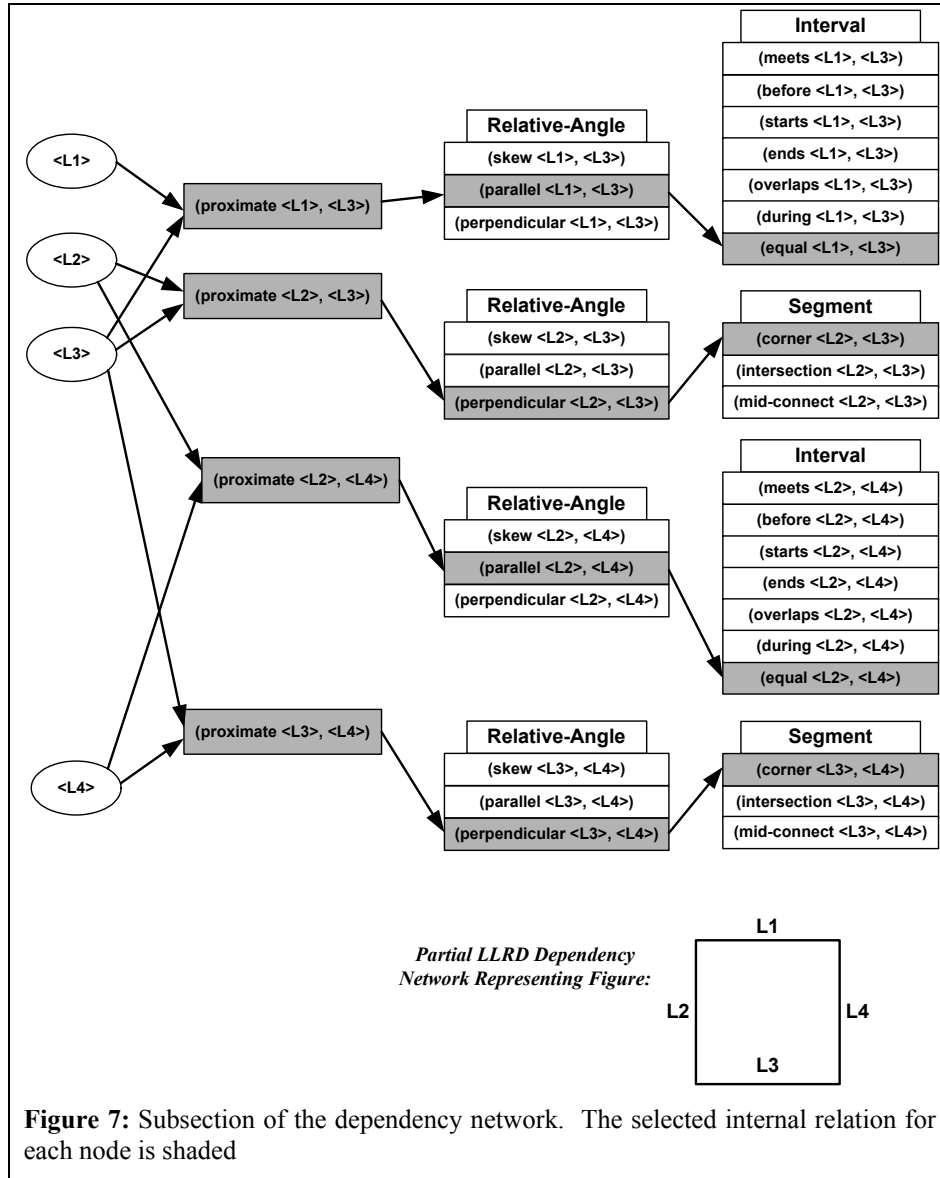 Interval
(meets <L1>, <L3>)
(before <L1>, <L3>)
(starts <L1>, <L3>)
(ends <L1>, <L3>)
(overlaps <L1>, <L3>)
(during <L1>, <L3>)
(equal <L1>, <L3>)
Relative-Angle
(skew <L1>, <L3>)
(parallel <L1>, <L3>)
(perpendicular <L1>, <L3>)
<L1>
(proximate <L1>, <L3>)
<L2>
(proximate <L2>, <L3>)
<L3>
Relative-Angle
(skew <L2>, <L3>)
(parallel <L2>, <L3>)
(perpendicular <L2>, <L3>)
Segment
(corner <L2>, <L3>)
(intersection <L2>, <L3>)
(mid-connect <L2>, <L3>)
(proximate <L2>, <L4>)
Relative-Angle
(skew <L2>, <L4>)
(parallel <L2>, <L4>)
(perpendicular <L2>, <L4>)
Interval
(meets <L2>, <L4>)
(before <L2>, <L4>)
(starts <L2>, <L4>)
(ends <L2>, <L4>)
(overlaps <L2>, <L4>)
(during <L2>, <L4>)
(equal <L2>, <L4>)
<L4>
(proximate <L3>, <L4>)
Relative-Angle
(skew <L3>, <L4>)
(parallel <L3>, <L4>)
(perpendicular <L3>, <L4>)
Segment
(corner <L3>, <L4>)
(intersection <L3>, <L4>)
(mid-connect <L3>, <L4>)
Partial LLRD Dependency
Network Representing Figure:
L1
L2
L4
L3
Figure 7: Subsection of the dependency network. The selected internal relation for
each node is shaded